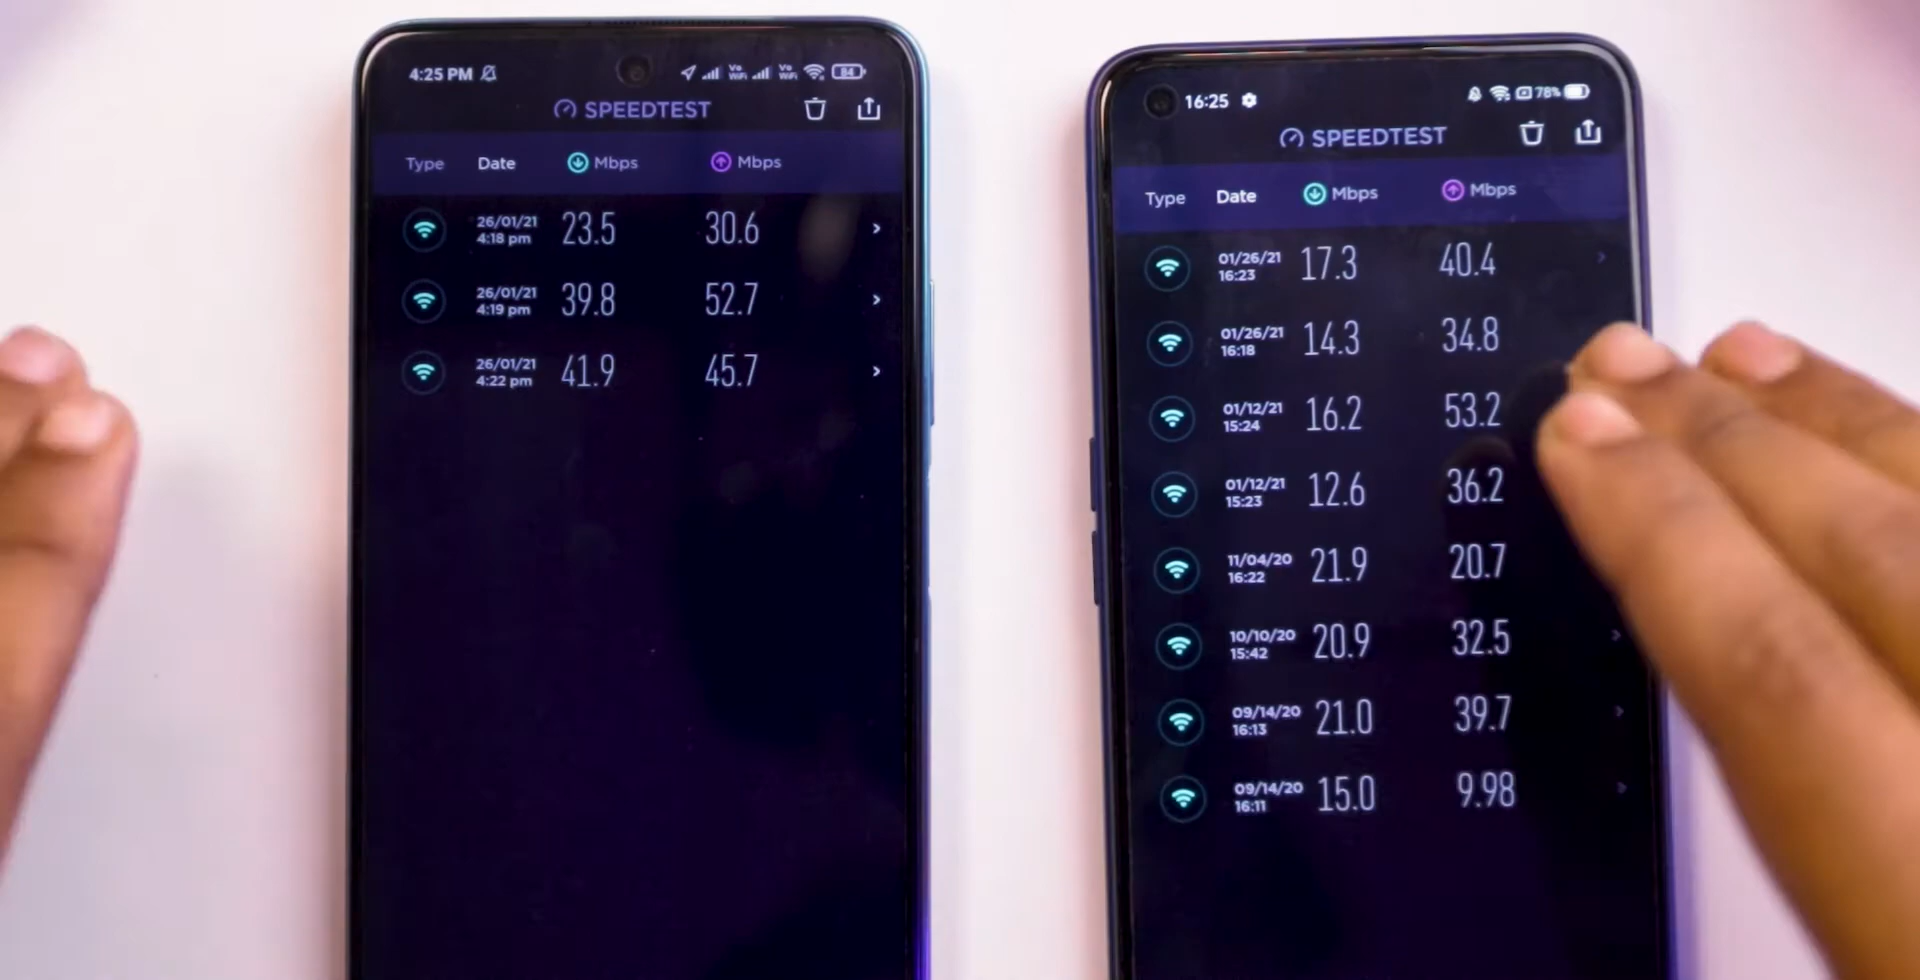 4:25 PM Vo WiFi Vo WiFi 84
SPEEDTEST
Type Date Mbps Mbps
26/01/21 4:18 pm 23.5 30.6
26/01/21 4:19 pm 39.8 52.7
26/01/21 4:22 pm 41.9 45.7
16:25 78%
SPEEDTEST
Type Date Mbps Mbps
01/26/21 16:23 17.3 40.4
01/26/21 16:18 14.3 34.8
01/12/21 15:24 16.2 53.2
01/12/21 15:23 12.6 36.2
11/04/20 16:22 21.9 20.7
10/10/20 15:42 20.9 32.5
09/14/20 16:13 21.0 39.7
09/14/20 16:11 15.0 9.98